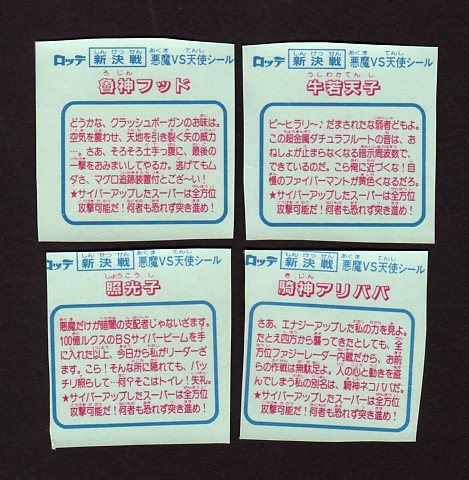 ロッテ 新決戦 悪魔VS天使シール
魯神フッド
どうかな、クラッシュボーガンのお味は。
空気を震わせ、天地を引き裂く矢の威力
…さあ、そろそろ土手っ腹に、最後の
一撃をおみまいしてやるか。逃げてもム
ダさ、マグロ追跡装置付とござ〜い!
★サイバーアップしたスーパーは全方位
攻撃可能だ!何者も恐れず突き進め!
ロッテ 新決戦 悪魔VS天使シール
牛若天子
ピ〜ヒラリ〜♪だまされたな弱者どもよ。
この超金属ダチュラフルートの音は、お
ねしょが止まらなくなる暗示周波数で、
できているのだ。こら俺に近づくな!自
慢のファイバーマントが黄色くなるだろ。
★サイバーアップしたスーパーは全方位
攻撃可能だ!何者も恐れず突き進め!
ロッテ 新決戦 悪魔VS天使シール
照光子
悪魔だけが暗闇の支配者じゃないざます。
100億ルクスのBSサイバービームを手
に入れた以上、今日から私がリーダーざ
ます。こら!そんな所に隠れても、バッ
チリ照らして…何?そこはトイレ!失礼。
★サイバーアップしたスーパーは全方位
攻撃可能だ!何者も恐れず突き進め!
ロッテ 新決戦 悪魔VS天使シール
騎神アリババ
さあ、エナジーアップした私の力を見よ。
たとえ四方から襲ってきたとしても、全
方位ファジーレーダー内蔵だから、お前
らの作戦は無駄足よ。人の心と動きを盗
んでしまう私の別名は、騎神ネコババだ。
★サイバーアップしたスーパーは全方位
攻撃可能だ!何者も恐れず突き進め!